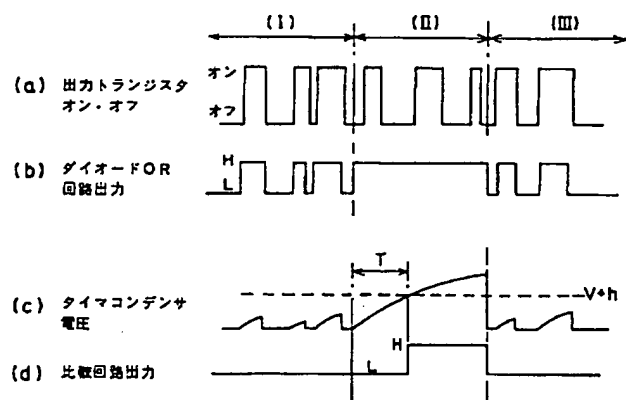 (I) (II) (III)
(a) 出力トランジスタ
オン・オフ
オン
オフ
(b) ダイオードOR
回路出力
H
L
T
(c) タイマコンデンサ
電圧
Vth
(d) 比較回路出力
H
L